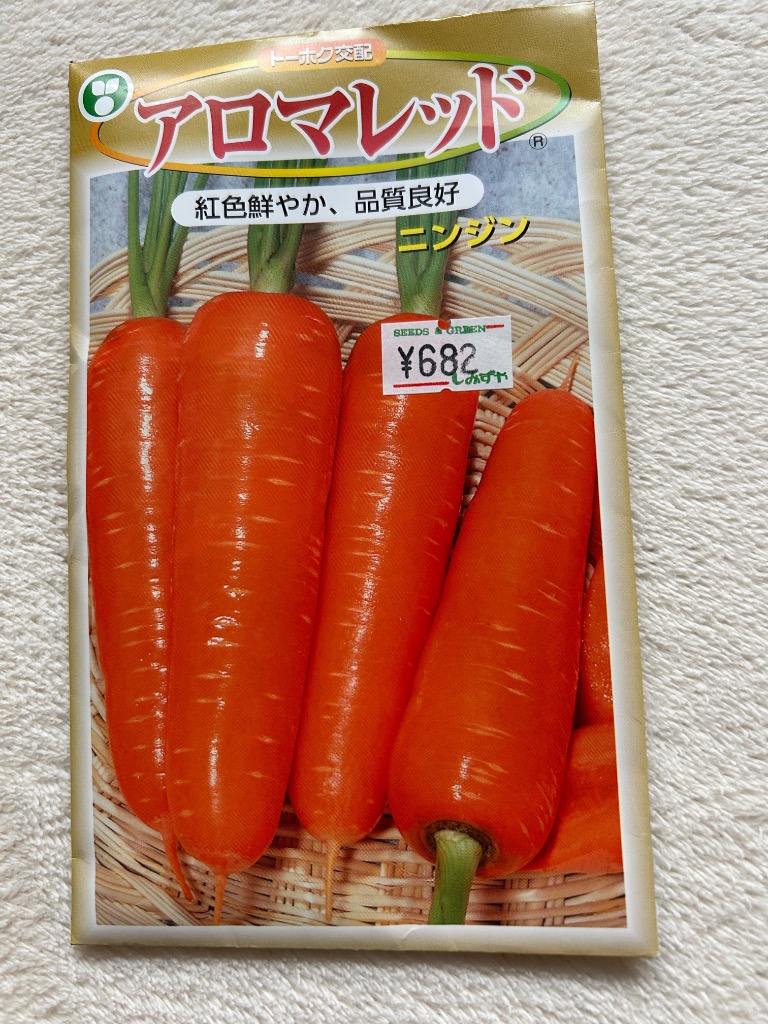 トーホク交配
アロマレッド®
紅色鮮やか、品質良好
ニンジン
SEEDS & GREEN
¥682
しみずや